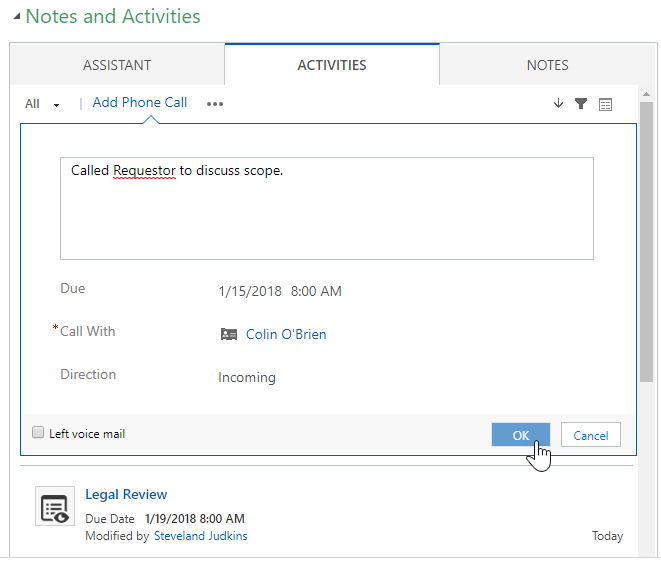 Notes and Activities
ASSISTANT ACTIVITIES NOTES
All | Add Phone Call •••
Called Requestor to discuss scope.
Due 1/15/2018 8:00 AM
*Call With Colin O'Brien
Direction Incoming
Left voice mail OK Cancel
Legal Review
Due Date 1/19/2018 8:00 AM
Modified by Steveland Judkins Today